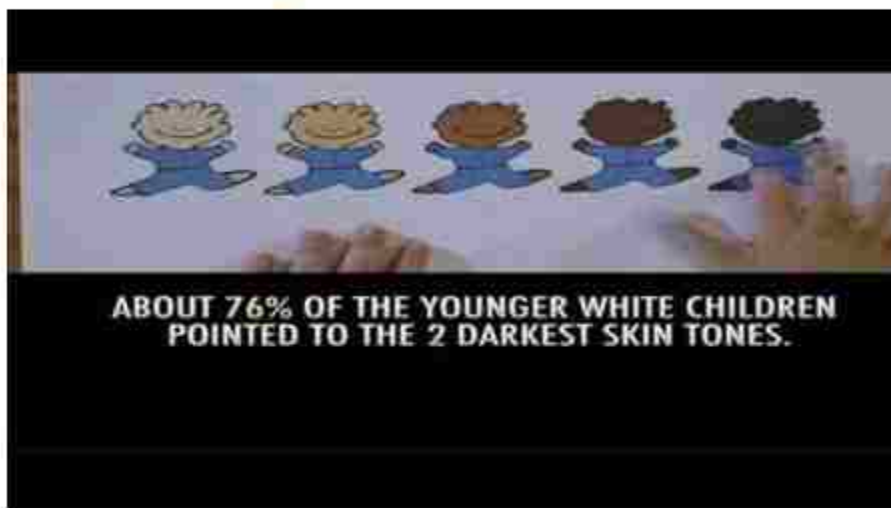 ABOUT 76% OF THE YOUNGER WHITE CHILDREN
POINTED TO THE 2 DARKEST SKIN TONES.